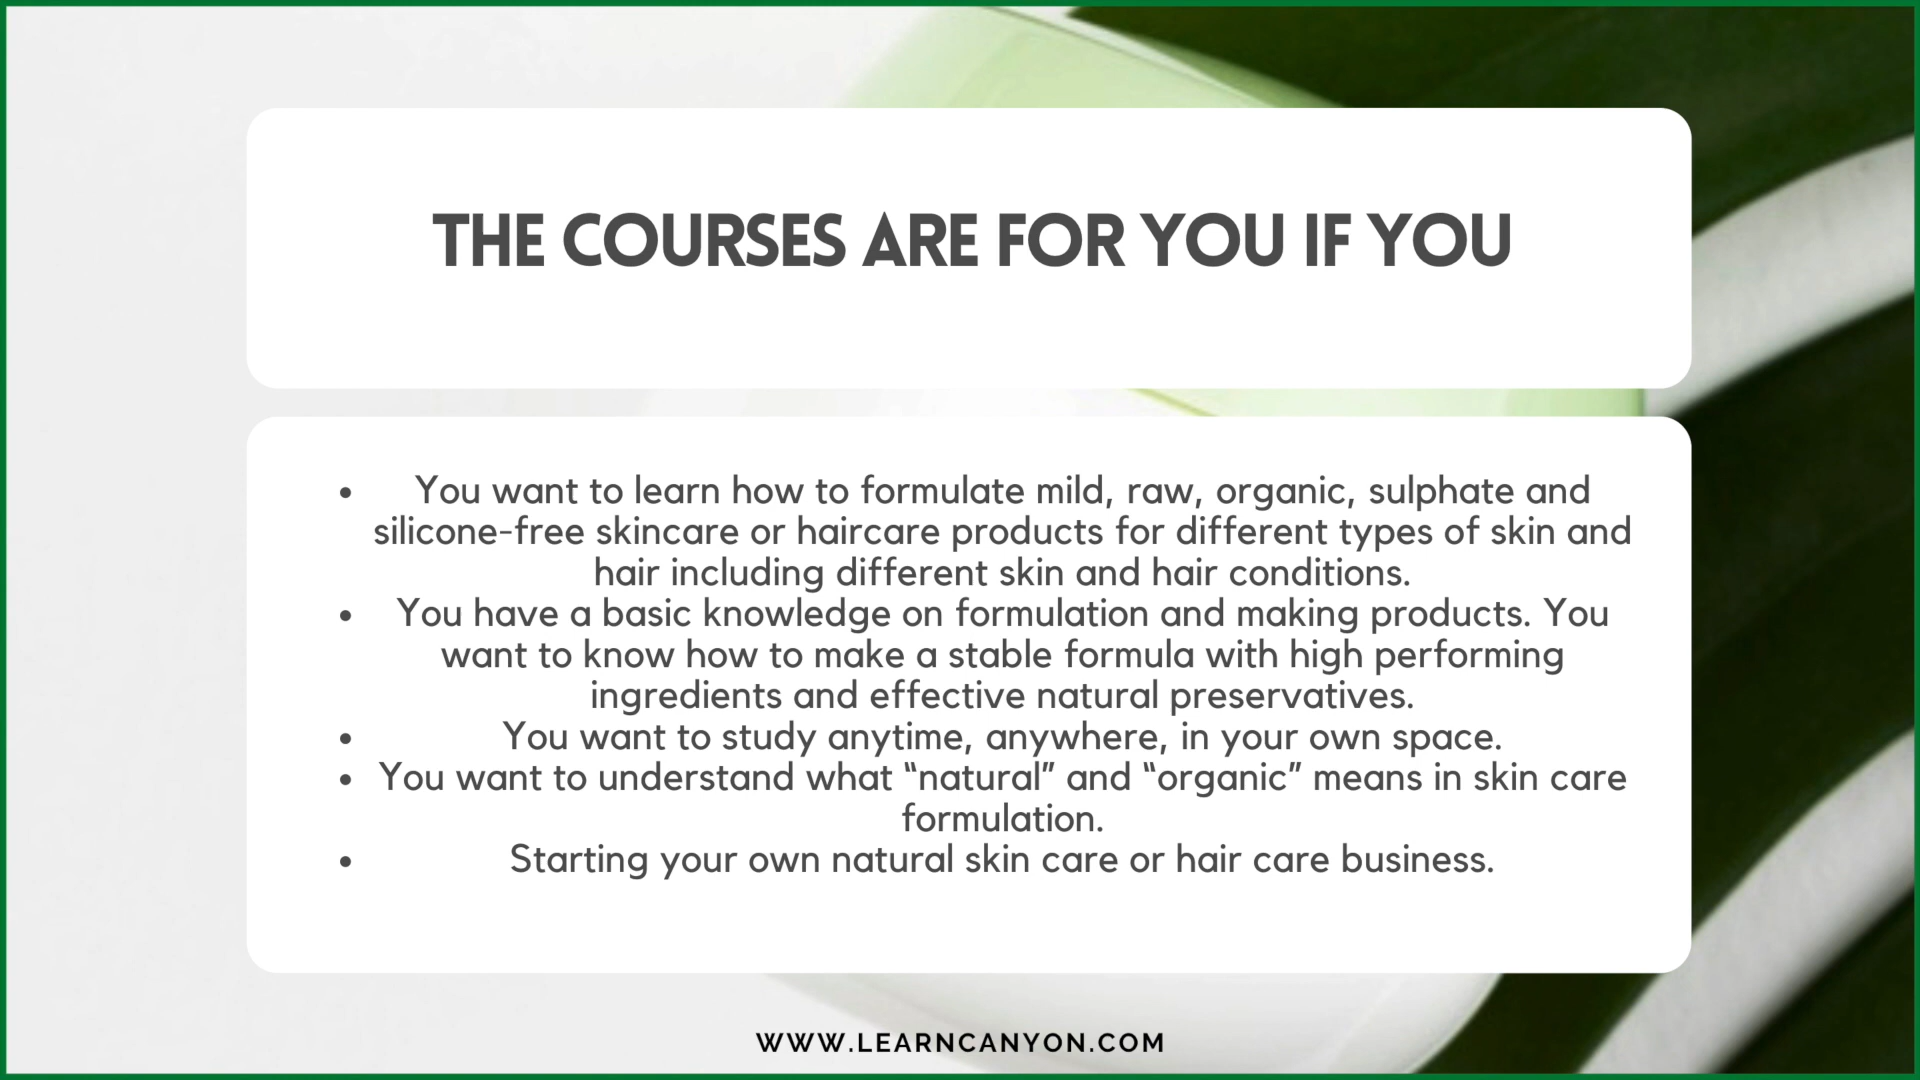 THE COURSES ARE FOR YOU IF YOU
• You want to learn how to formulate mild, raw, organic, sulphate and
silicone-free skincare or haircare products for different types of skin and
hair including different skin and hair conditions.
• You have a basic knowledge on formulation and making products. You
want to know how to make a stable formula with high performing
ingredients and effective natural preservatives.
• You want to study anytime, anywhere, in your own space.
• You want to understand what “natural” and “organic” means in skin care
formulation.
• Starting your own natural skin care or hair care business.
WWW.LEARNCANYON.COM